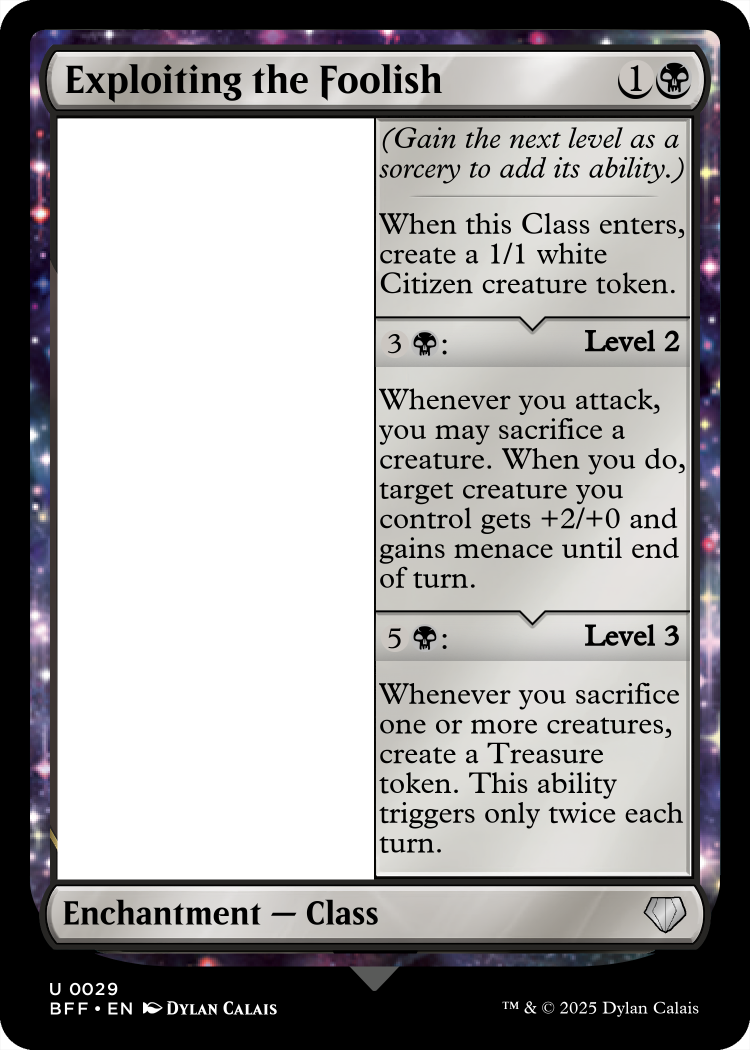 Exploiting the Foolish 1
(Gain the next level as a
sorcery to add its ability.)
When this Class enters,
create a 1/1 white
Citizen creature token.
3 : Level 2
Whenever you attack,
you may sacrifice a
creature. When you do,
target creature you
control gets +2/+0 and
gains menace until end
of turn.
5 : Level 3
Whenever you sacrifice
one or more creatures,
create a Treasure
token. This ability
triggers only twice each
turn.
Enchantment — Class
U 0029
BFF • EN Dylan Calais
™ & © 2025 Dylan Calais